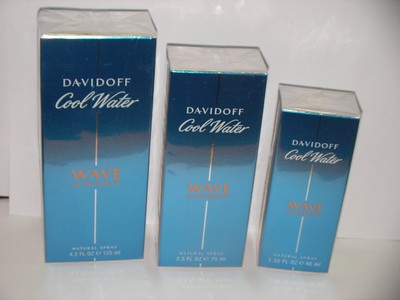 DAVIDOFF
Cool Water
WAVE
NATURAL SPRAY
4.2 FL OZ 125 ml
DAVIDOFF
Cool Water
WAVE
NATURAL SPRAY
2.5 FL OZ 75 ml
DAVIDOFF
Cool Water
WAVE
NATURAL SPRAY
1.35 FL OZ 40 ml